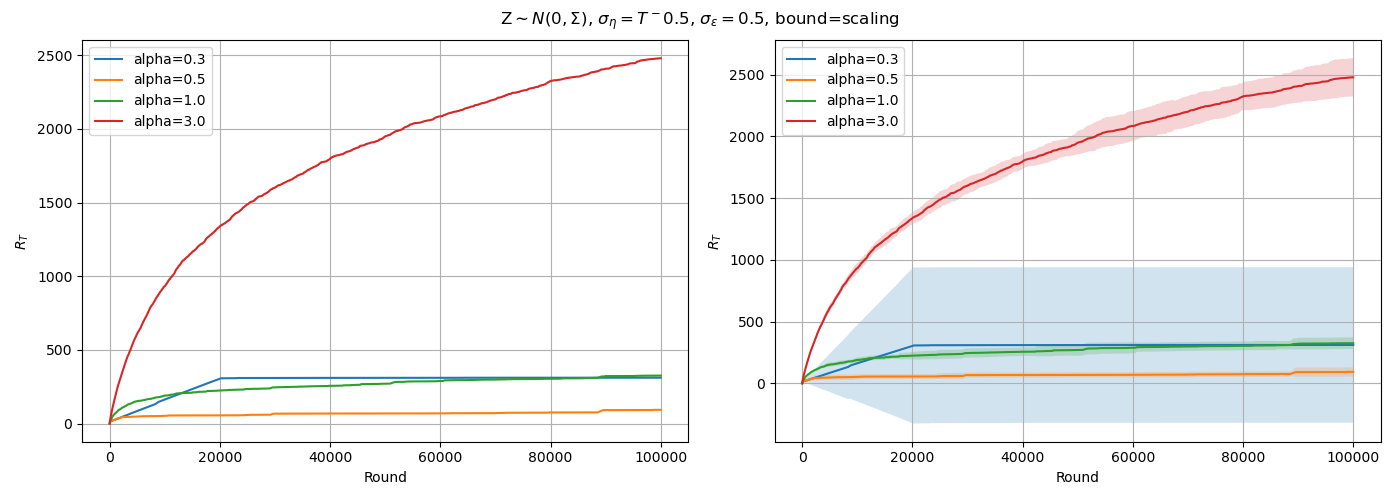 Z ∼ N(0, Σ), σ_η = T⁻0.5, σ_ε = 0.5, bound=scaling
2500
2000
1500
1000
500
0
R_T
alpha=0.3
alpha=0.5
alpha=1.0
alpha=3.0
0 20000 40000 60000 80000 100000
Round
2500
2000
1500
1000
500
0
R_T
alpha=0.3
alpha=0.5
alpha=1.0
alpha=3.0
0 20000 40000 60000 80000 100000
Round